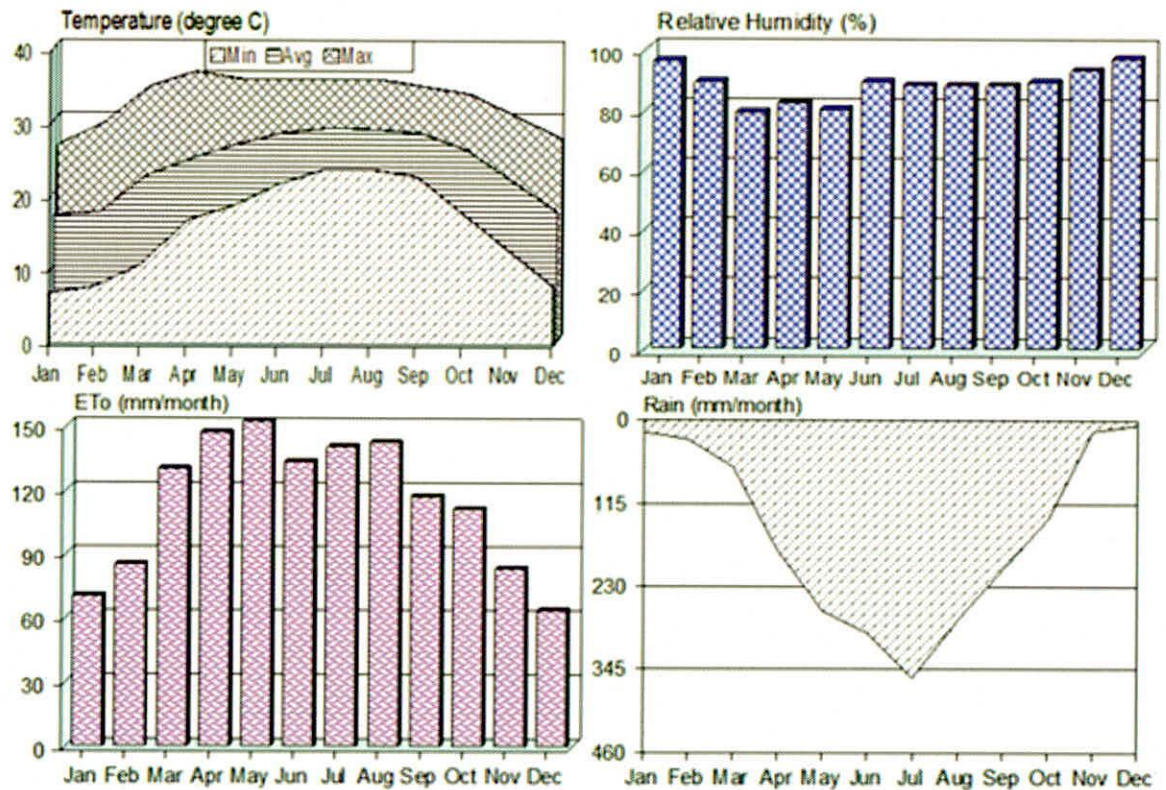 Temperature (degree C)
Min Avg Max
40
30
20
10
0
Jan Feb Mar Apr May Jun Jul Aug Sep Oct Nov Dec
Relative Humidity (%)
100
80
60
40
20
0
Jan Feb Mar Apr May Jun Jul Aug Sep Oct Nov Dec
ETo (mm/month)
150
120
90
60
30
0
Jan Feb Mar Apr May Jun Jul Aug Sep Oct Nov Dec
Rain (mm/month)
0
115
230
345
460
Jan Feb Mar Apr May Jun Jul Aug Sep Oct Nov Dec